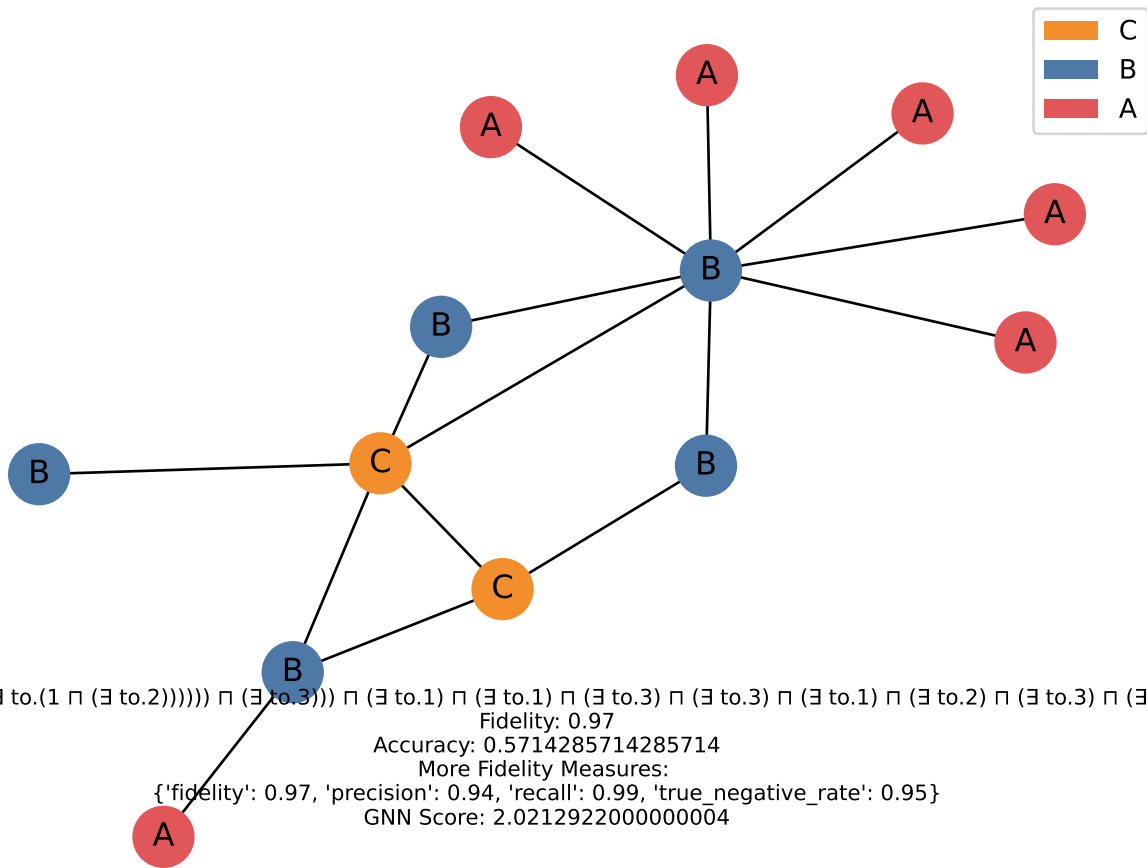 C
B
A
A
A
A
A
A
B
B
B
C
B
C
B
∃ to.(1 ⊓ (∃ to.2)))))) ⊓ (∃ to.3))) ⊓ (∃ to.1) ⊓ (∃ to.1) ⊓ (∃ to.3) ⊓ (∃ to.3) ⊓ (∃ to.1) ⊓ (∃ to.2) ⊓ (∃ to.3) ⊓ (∃
Fidelity: 0.97
Accuracy: 0.5714285714285714
More Fidelity Measures:
{'fidelity': 0.97, 'precision': 0.94, 'recall': 0.99, 'true_negative_rate': 0.95}
GNN Score: 2.0212922000000004
A